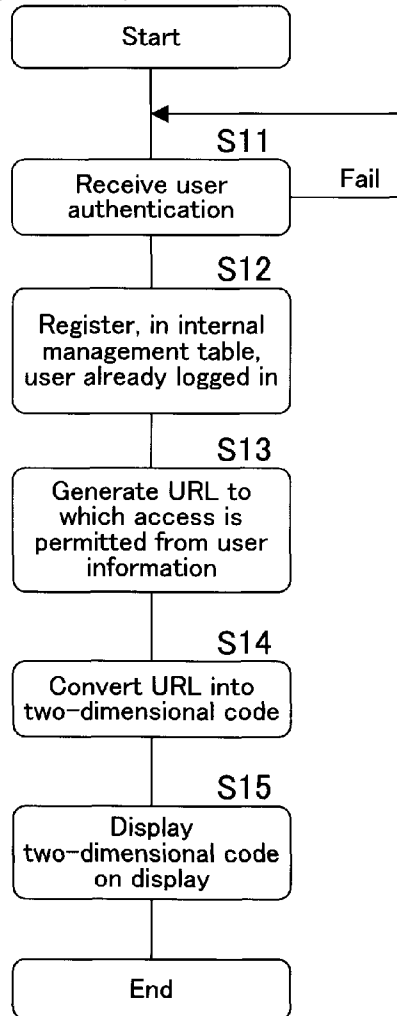 Start
S11
Receive user
authentication
Fail
S12
Register, in internal
management table,
user already logged in
S13
Generate URL to
which access is
permitted from user
information
S14
Convert URL into
two-dimensional code
S15
Display
two-dimensional code
on display
End